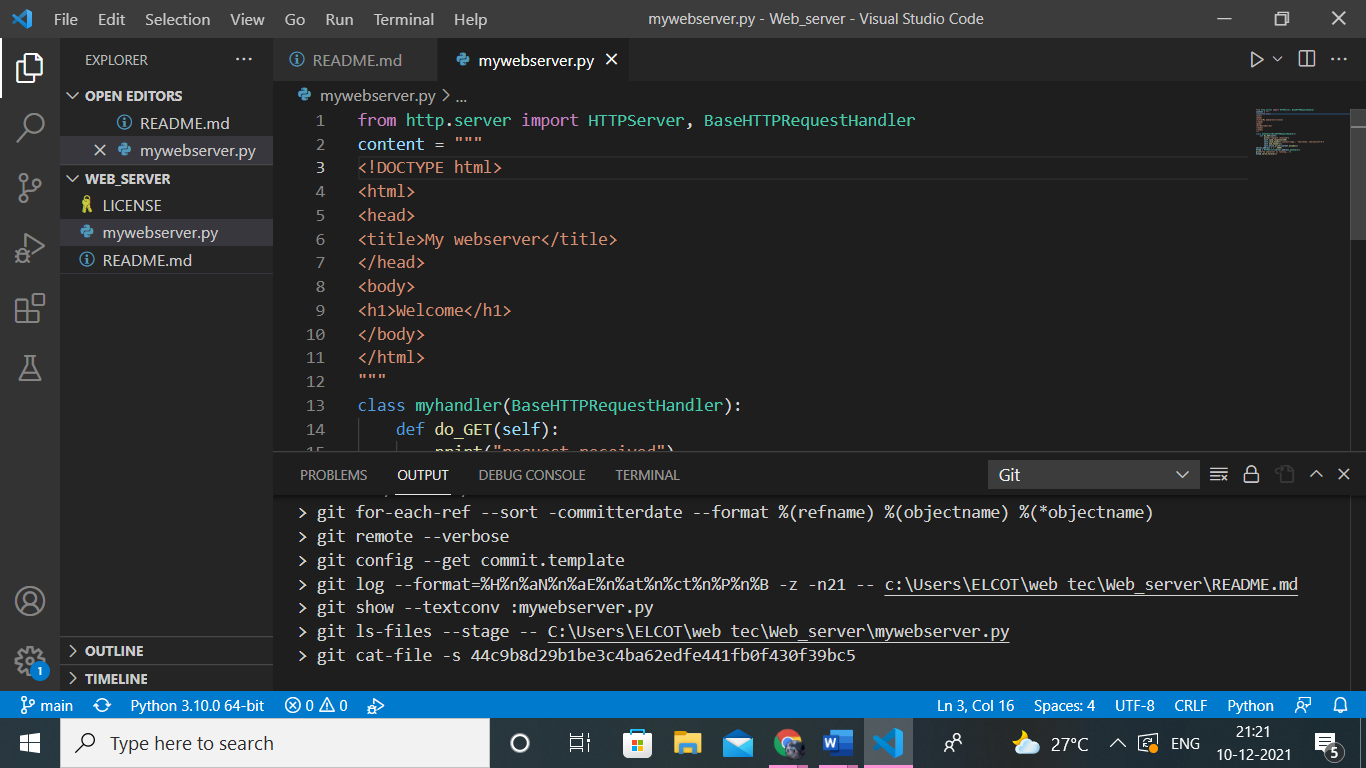 File Edit Selection View Go Run Terminal Help mywebserver.py - Web_server - Visual Studio Code
EXPLORER
OPEN EDITORS
README.md
mywebserver.py
WEB_SERVER
LICENSE
mywebserver.py
README.md
OUTLINE
TIMELINE
1
README.md mywebserver.py
mywebserver.py > ...
1 from http.server import HTTPServer, BaseHTTPRequestHandler
2 content = """
3 <!DOCTYPE html>
4 <html>
5 <head>
6 <title>My webserver</title>
7 </head>
8 <body>
9 <h1>Welcome</h1>
10 </body>
11 </html>
12 """
13 class myhandler(BaseHTTPRequestHandler):
14 def do_GET(self):
15 print("request received")
PROBLEMS OUTPUT DEBUG CONSOLE TERMINAL Git
> git for-each-ref --sort -committerdate --format %(refname) %(objectname) %(*objectname)
> git remote --verbose
> git config --get commit.template
> git log --format=%H%n%aN%n%aE%n%at%n%ct%n%P%n%B -z -n21 -- c:\Users\ELCOT\web tec\Web_server\README.md
> git show --textconv :mywebserver.py
> git ls-files --stage -- C:\Users\ELCOT\web tec\Web_server\mywebserver.py
> git cat-file -s 44c9b8d29b1be3c4ba62edfe441fb0f430f39bc5
main Python 3.10.0 64-bit 0 0 Ln 3, Col 16 Spaces: 4 UTF-8 CRLF Python
Type here to search 27°C ENG 21:21
10-12-2021
5